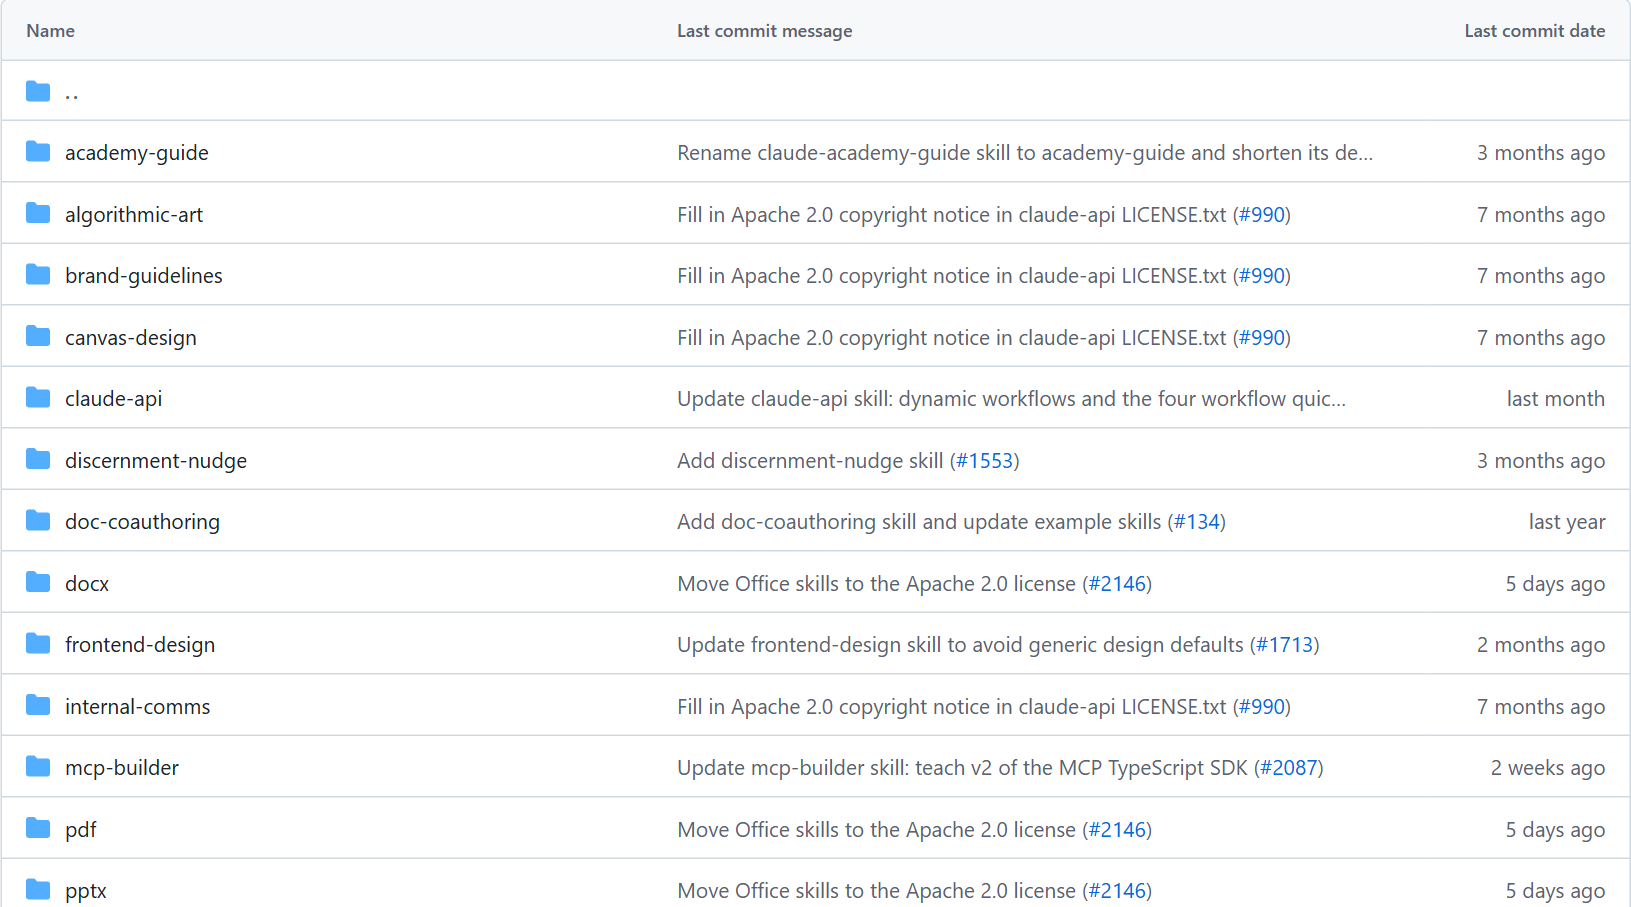 Name Last commit message Last commit date
..
academy-guide Rename claude-academy-guide skill to academy-guide and shorten its de... 3 months ago
algorithmic-art Fill in Apache 2.0 copyright notice in claude-api LICENSE.txt (#990) 7 months ago
brand-guidelines Fill in Apache 2.0 copyright notice in claude-api LICENSE.txt (#990) 7 months ago
canvas-design Fill in Apache 2.0 copyright notice in claude-api LICENSE.txt (#990) 7 months ago
claude-api Update claude-api skill: dynamic workflows and the four workflow quic... last month
discernment-nudge Add discernment-nudge skill (#1553) 3 months ago
doc-coauthoring Add doc-coauthoring skill and update example skills (#134) last year
docx Move Office skills to the Apache 2.0 license (#2146) 5 days ago
frontend-design Update frontend-design skill to avoid generic design defaults (#1713) 2 months ago
internal-comms Fill in Apache 2.0 copyright notice in claude-api LICENSE.txt (#990) 7 months ago
mcp-builder Update mcp-builder skill: teach v2 of the MCP TypeScript SDK (#2087) 2 weeks ago
pdf Move Office skills to the Apache 2.0 license (#2146) 5 days ago
pptx Move Office skills to the Apache 2.0 license (#2146) 5 days ago